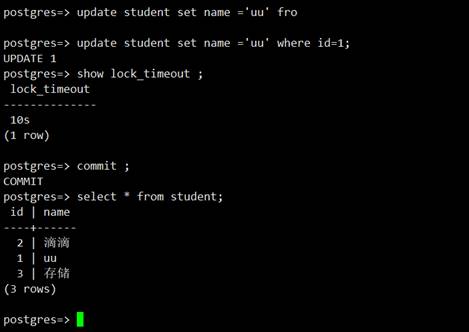 postgres=> update student set name ='uu' fro
postgres=> update student set name ='uu' where id=1;
UPDATE 1
postgres=> show lock_timeout ;
 lock_timeout
--------------
 10s
(1 row)
postgres=> commit ;
COMMIT
postgres=> select * from student;
 id | name
----+------
  2 | 滴滴
  1 | uu
  3 | 存储
(3 rows)
postgres=>